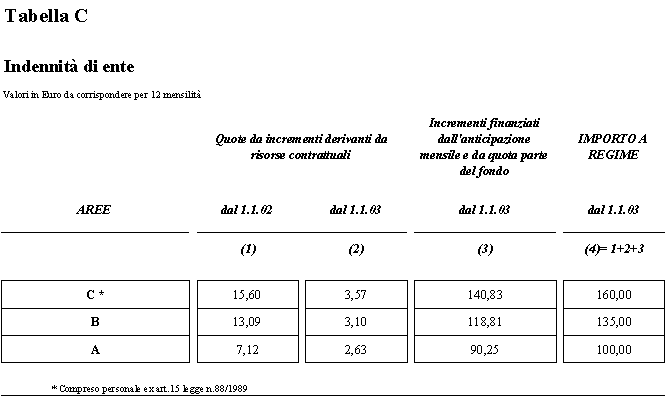 Tabella C
Indennità di ente
Valori in Euro da corrispondere per 12 mensilità
Quote da incrementi derivanti da risorse contrattuali
Incrementi finanziati dall'anticipazione mensile e da quota parte del fondo
IMPORTO A REGIME
AREE dal 1.1.02 dal 1.1.03 dal 1.1.03 dal 1.1.03
(1) (2) (3) (4)= 1+2+3
C * 15,60 3,57 140,83 160,00
B 13,09 3,10 118,81 135,00
A 7,12 2,63 90,25 100,00
* Compreso personale ex art.15 legge n.88/1989